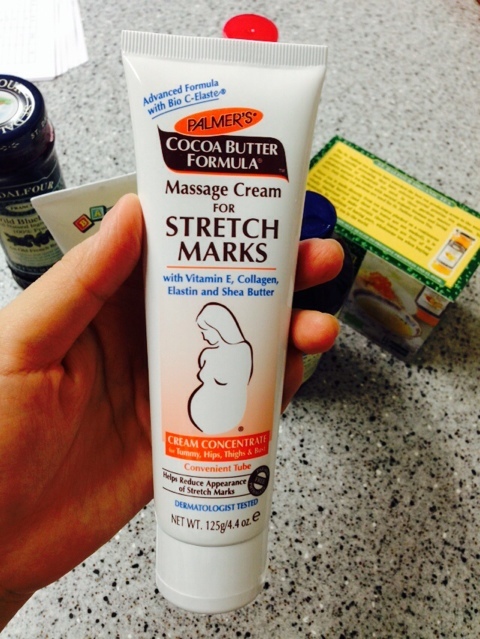 Advanced Formula
with Bio C-Elaste®
PALMER'S®
COCOA BUTTER
FORMULA®
Massage Cream
FOR
STRETCH
MARKS
with Vitamin E, Collagen,
Elastin and Shea Butter
CREAM CONCENTRATE
for Tummy, Hips, Thighs & Bust
Convenient Tube
Helps Reduce Appearance
of Stretch Marks
DERMATOLOGIST TESTED
NET WT. 125g/4.4 oz. e
DALFOUR